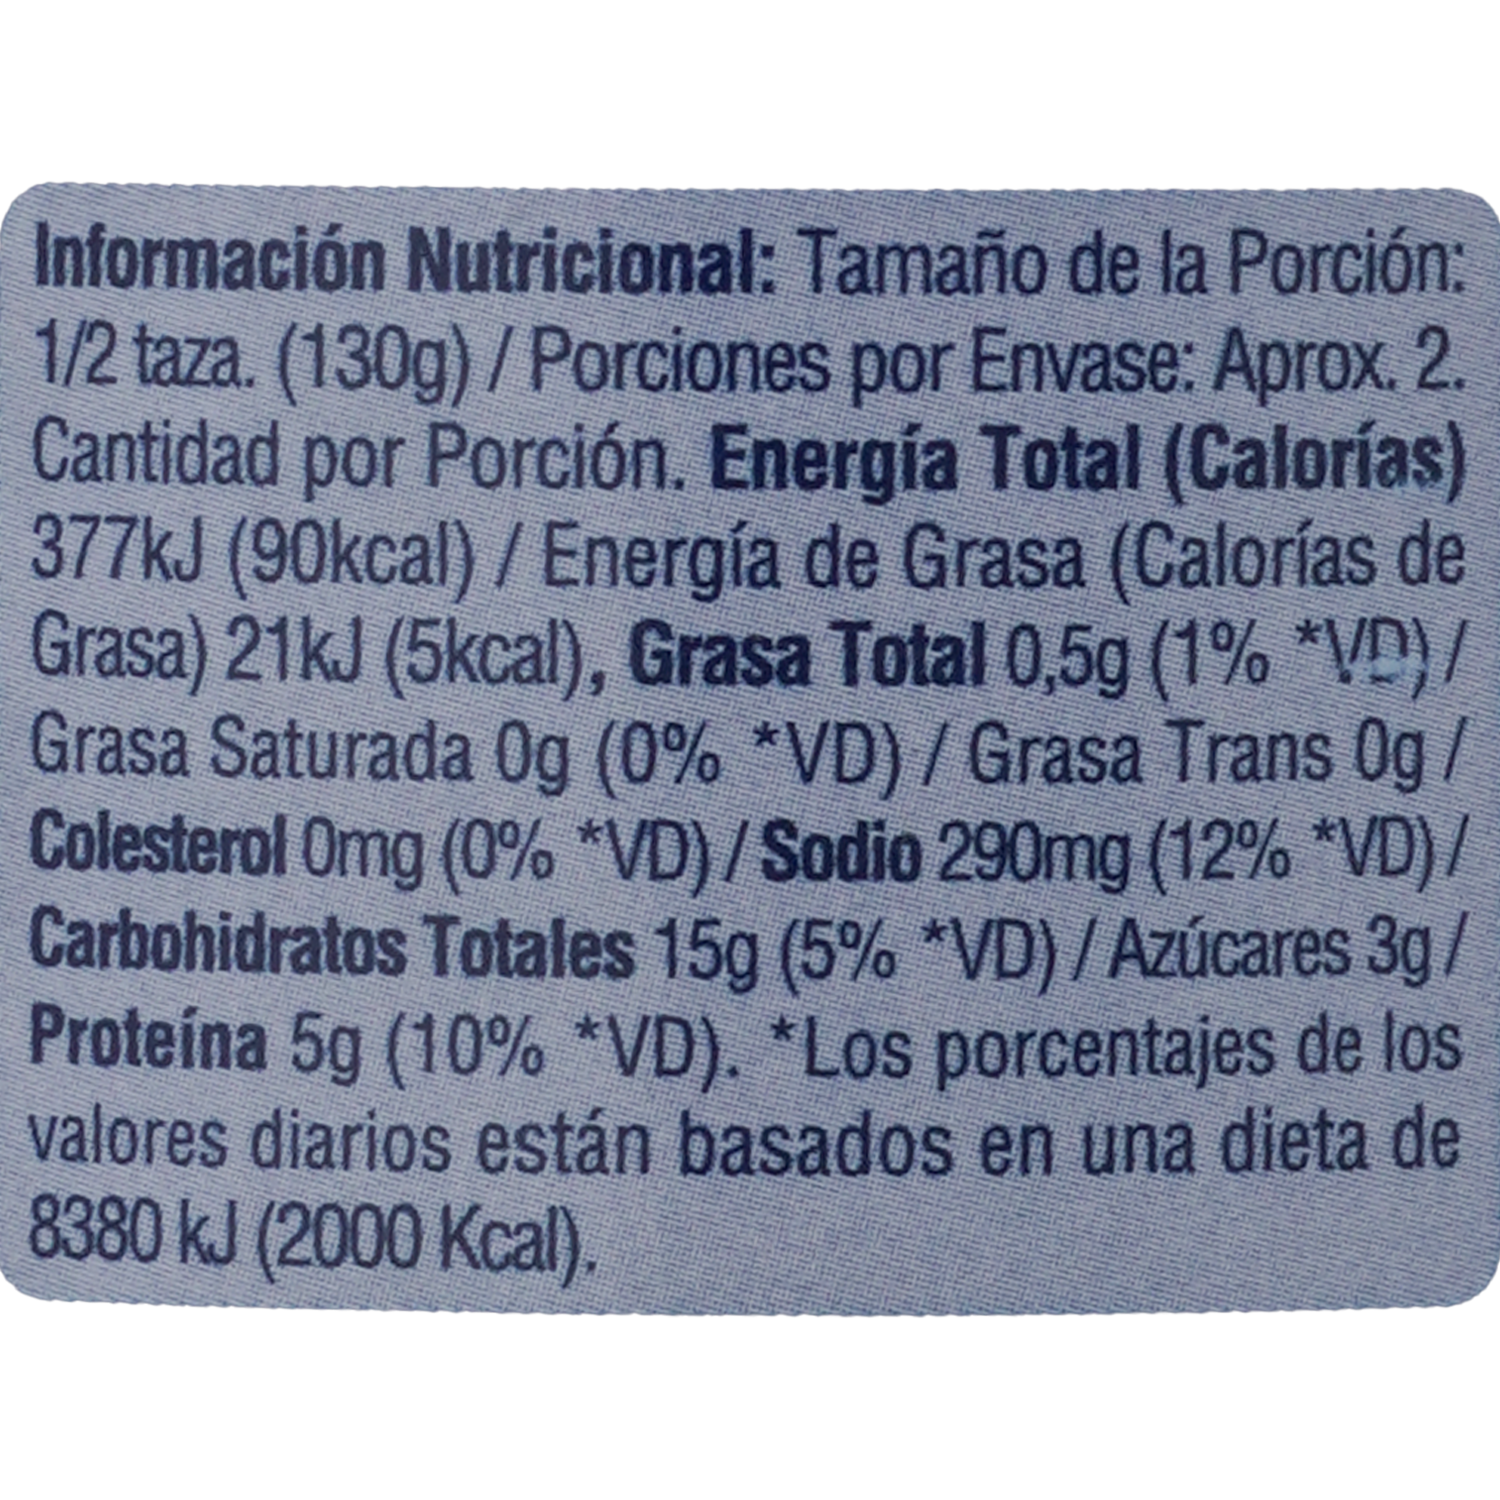 Información Nutricional: Tamaño de la Porción:
1/2 taza. (130g) / Porciones por Envase: Aprox. 2.
Cantidad por Porción. Energía Total (Calorías)
377kJ (90kcal) / Energía de Grasa (Calorías de
Grasa) 21kJ (5kcal), Grasa Total 0,5g (1% *VD) /
Grasa Saturada 0g (0% *VD) / Grasa Trans 0g /
Colesterol 0mg (0% *VD) / Sodio 290mg (12% *VD) /
Carbohidratos Totales 15g (5% *VD) / Azúcares 3g /
Proteína 5g (10% *VD). *Los porcentajes de los
valores diarios están basados en una dieta de
8380 kJ (2000 Kcal).